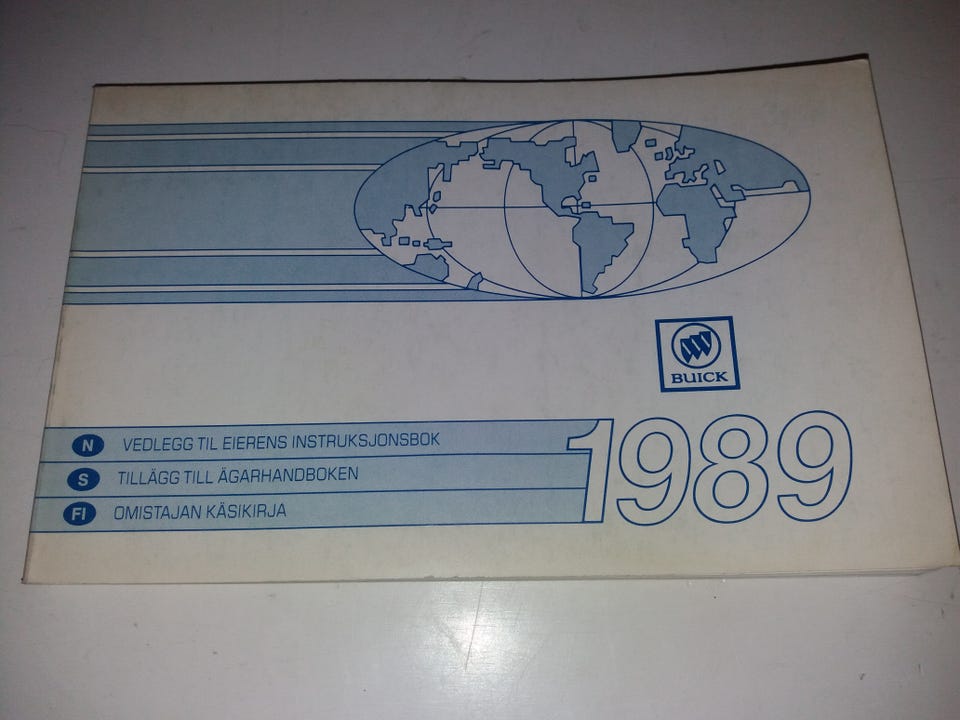 BUICK
N VEDLEGG TIL EIERENS INSTRUKSJONSBOK
S TILLÄGG TILL ÄGARHANDBOKEN
FI OMISTAJAN KÄSIKIRJA
1989